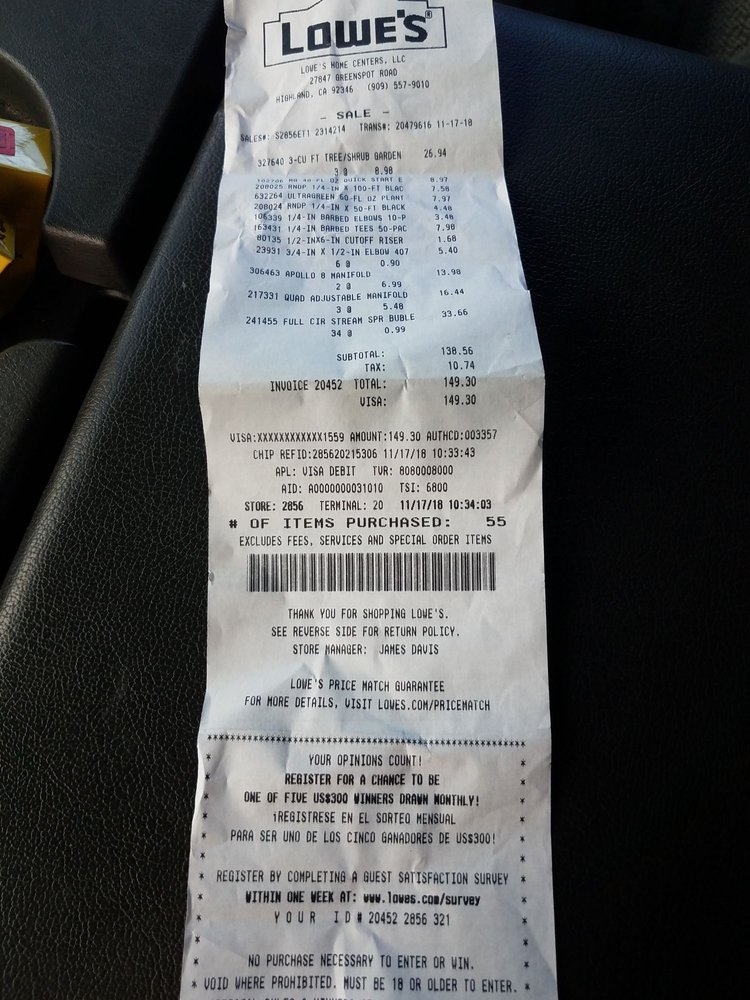 LOWE'S®
LOWE'S HOME CENTERS, LLC
27847 GREENSPOT ROAD
HIGHLAND, CA 92346 (909) 557-9010
- SALE -
SALES#: S2856ET1 2314214 TRANS#: 20479616 11-17-18
327640 3-CU FT TREE/SHRUB GARDEN 26.94
3 @ 8.98
40-FL OZ QUICK START E 8.97
208025 RNDP 1/4-IN X 100-FT BLAC 7.58
632264 ULTRAGREEN 60-FL OZ PLANT 7.97
208024 RNDP 1/4-IN X 50-FT BLACK 4.48
106339 1/4-IN BARBED ELBOWS 10-P 3.48
163431 1/4-IN BARBED TEES 50-PAC 7.98
80135 1/2-INX6-IN CUTOFF RISER 1.68
23931 3/4-IN X 1/2-IN ELBOW 407 5.40
6 @ 0.90
306463 APOLLO 8 MANIFOLD 13.98
2 @ 6.99
217331 QUAD ADJUSTABLE MANIFOLD 16.44
3 @ 5.48
241455 FULL CIR STREAM SPR BUBLE 33.66
34 @ 0.99
SUBTOTAL: 138.56
TAX: 10.74
INVOICE 20452 TOTAL: 149.30
VISA: 149.30
VISA:XXXXXXXXXXXX1559 AMOUNT:149.30 AUTHCD:003357
CHIP REFID:285620215306 11/17/18 10:33:43
APL: VISA DEBIT TVR: 8080008000
AID: A0000000031010 TSI: 6800
STORE: 2856 TERMINAL: 20 11/17/18 10:34:03
# OF ITEMS PURCHASED: 55
EXCLUDES FEES, SERVICES AND SPECIAL ORDER ITEMS
THANK YOU FOR SHOPPING LOWE'S.
SEE REVERSE SIDE FOR RETURN POLICY.
STORE MANAGER: JAMES DAVIS
LOWE'S PRICE MATCH GUARANTEE
FOR MORE DETAILS, VISIT LOWES.COM/PRICEMATCH
YOUR OPINIONS COUNT!
REGISTER FOR A CHANCE TO BE
ONE OF FIVE US$300 WINNERS DRAWN MONTHLY!
¡REGISTRESE EN EL SORTEO MENSUAL
PARA SER UNO DE LOS CINCO GANADORES DE US$300!
REGISTER BY COMPLETING A GUEST SATISFACTION SURVEY
WITHIN ONE WEEK AT: www.lowes.com/survey
Y O U R I D # 20452 2856 321
NO PURCHASE NECESSARY TO ENTER OR WIN.
VOID WHERE PROHIBITED. MUST BE 18 OR OLDER TO ENTER.